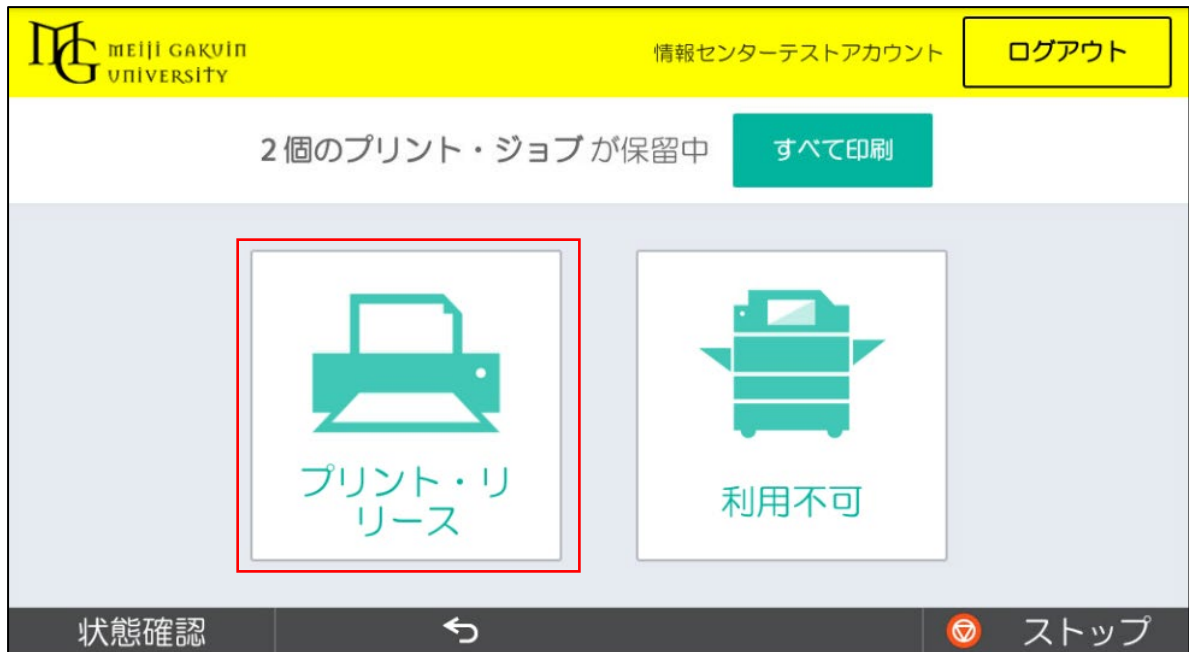 MG MEIJI GAKUIN
UNIVERSITY
情報センターテストアカウント
ログアウト
2個のプリント・ジョブ が保留中
すべて印刷
プリント・リ
リース
利用不可
状態確認
ストップ